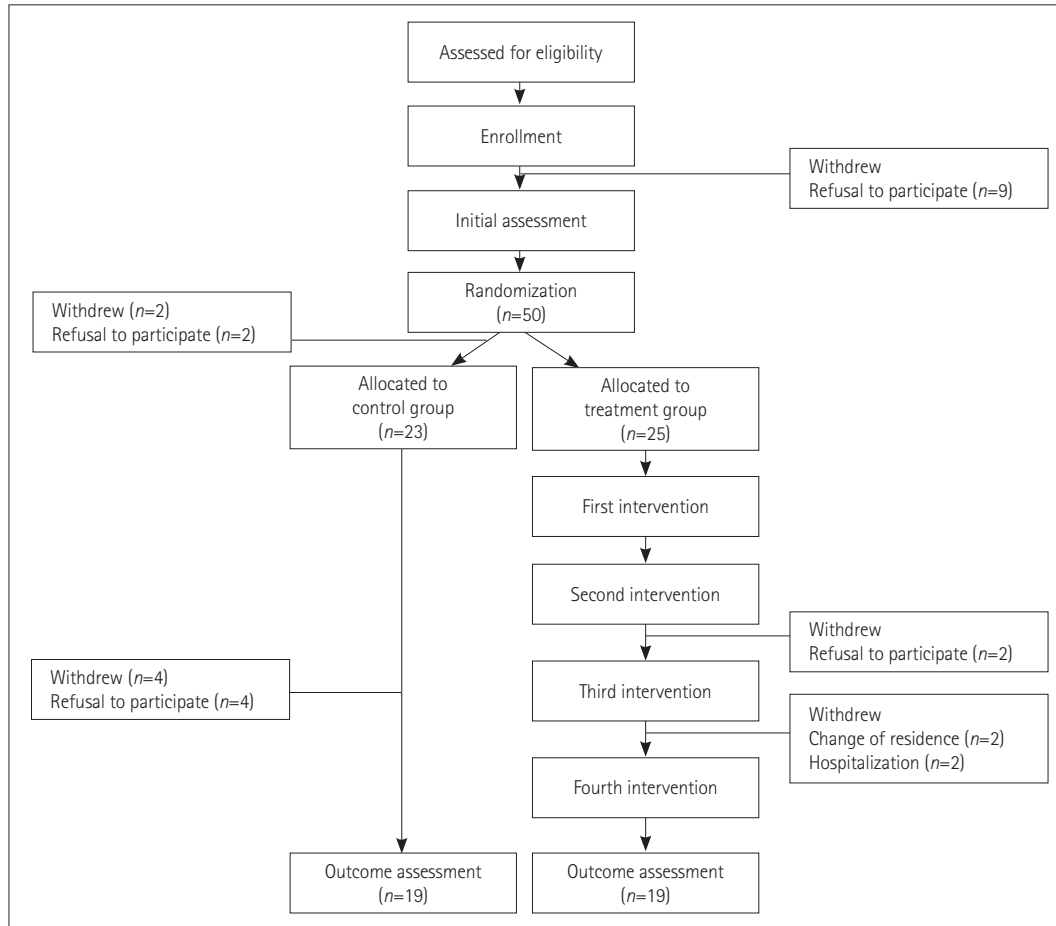 Assessed for eligibility
Enrollment
Withdrew
Refusal to participate (n=9)
Initial assessment
Randomization
(n=50)
Withdrew (n=2)
Refusal to participate (n=2)
Allocated to
control group
(n=23)
Allocated to
treatment group
(n=25)
First intervention
Second intervention
Withdrew
Refusal to participate (n=2)
Withdrew (n=4)
Refusal to participate (n=4)
Third intervention
Withdrew
Change of residence (n=2)
Hospitalization (n=2)
Fourth intervention
Outcome assessment
(n=19)
Outcome assessment
(n=19)